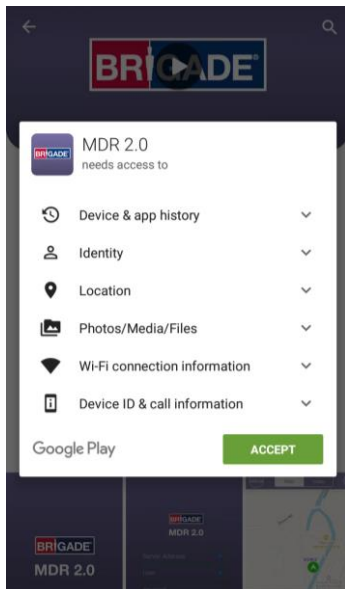 BRIGADE
BRIGADE
MDR 2.0
needs access to
Device & app history
Identity
Location
Photos/Media/Files
Wi-Fi connection information
Device ID & call information
Google Play
ACCEPT
BRIGADE
MDR 2.0
BRIGADE
MDR 2.0